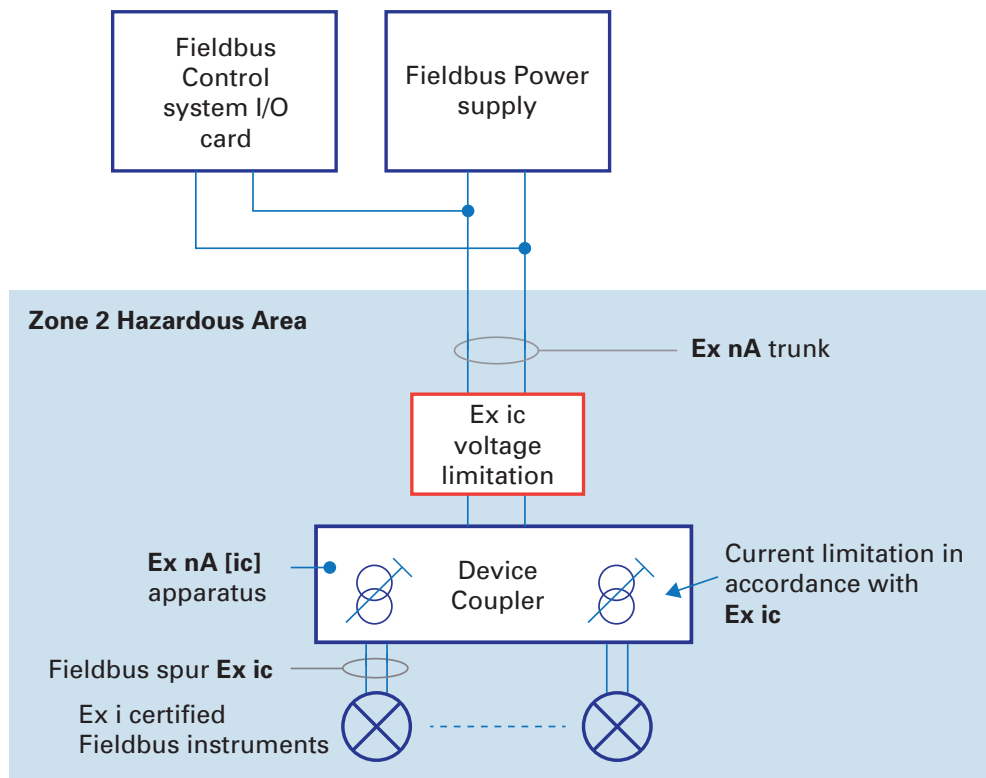 Fieldbus
Control
system I/O
card
Fieldbus Power
supply
Zone 2 Hazardous Area
Ex nA trunk
Ex ic
voltage
limitation
Ex nA [ic]
apparatus
Device
Coupler
Current limitation in
accordance with
Ex ic
Fieldbus spur Ex ic
Ex i certified
Fieldbus instruments